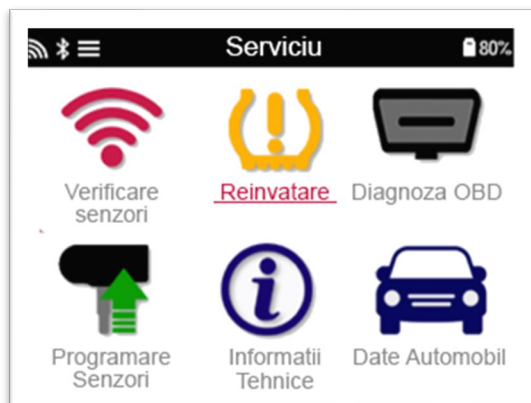 Serviciu 80%
Verificare
senzori
Reinvatare
Diagnoza OBD
Programare
Senzori
Informatii
Tehnice
Date Automobil